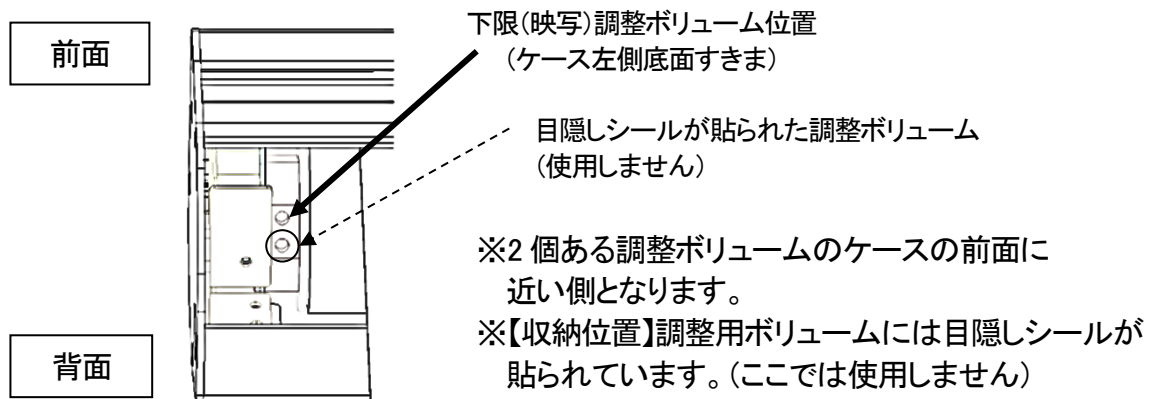 前面
下限（映写）調整ボリューム位置
（ケース左側底面すきま）
目隠しシールが貼られた調整ボリューム
（使用しません）
※2 個ある調整ボリュームのケースの前面に
近い側となります。
※【収納位置】調整用ボリュームには目隠しシールが
貼られています。（ここでは使用しません）
背面